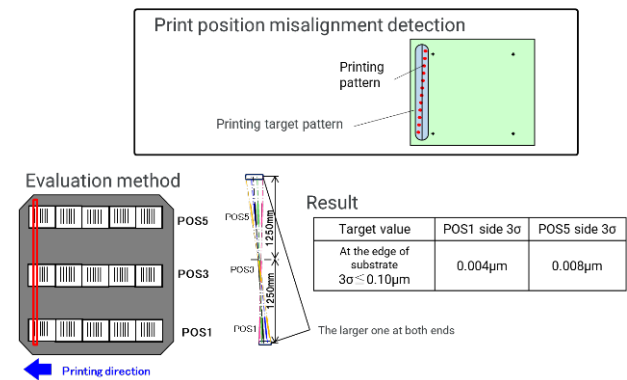 Print position misalignment detection
Printing
pattern
Printing target pattern
Evaluation method
POS5
POS3
POS1
Printing direction
POS5
1250mm
POS3
1250mm
POS1
The larger one at both ends
Result
Target value POS1 side 3σ POS5 side 3σ
At the edge of
substrate
3σ≦0.10μm
0.004μm 0.008μm